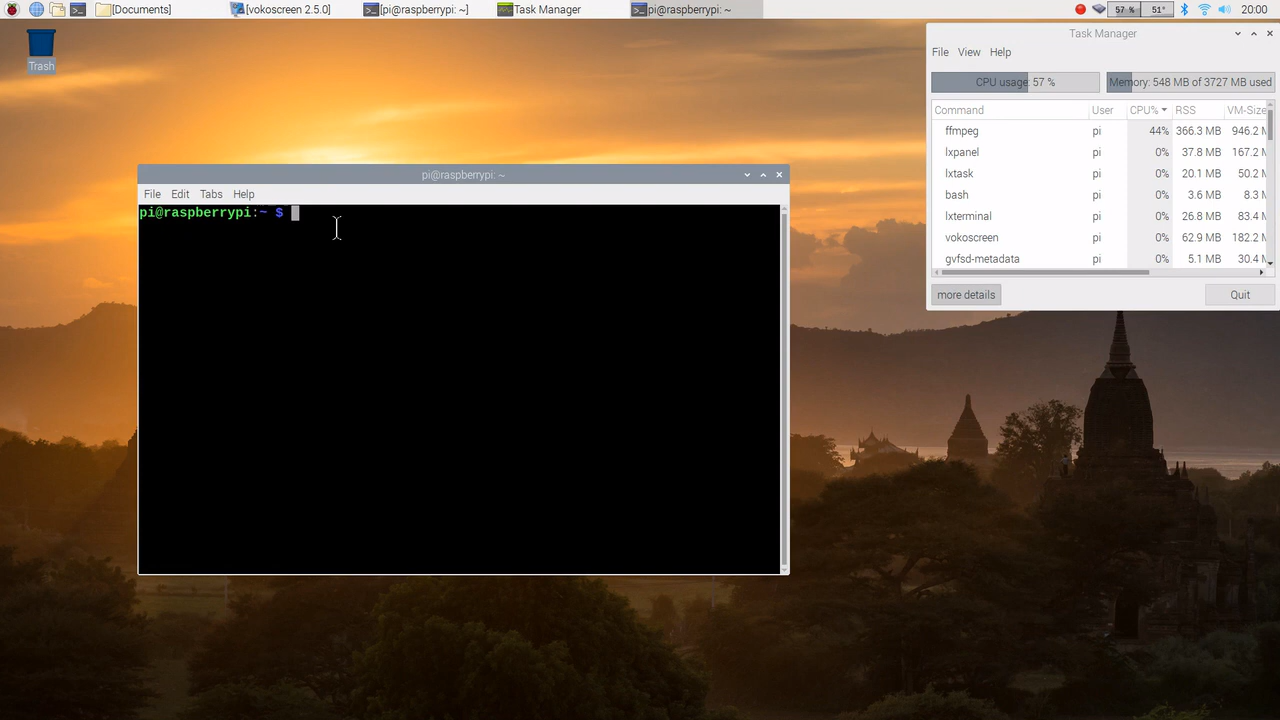 [Documents] [vokoscreen 2.5.0] [pi@raspberrypi: ~] Task Manager pi@raspberrypi: ~ 57 % 51° 20:00
Trash
Task Manager
File View Help
CPU usage: 57 % Memory: 548 MB of 3727 MB used
Command User CPU% RSS VM-Size
ffmpeg pi 44% 366.3 MB 946.2 M
lxpanel pi 0% 37.8 MB 167.2 M
lxtask pi 0% 20.1 MB 50.2 M
bash pi 0% 3.6 MB 8.3 M
lxterminal pi 0% 26.8 MB 83.4 M
vokoscreen pi 0% 62.9 MB 182.2 M
gvfsd-metadata pi 0% 5.1 MB 30.4 M
more details Quit
pi@raspberrypi: ~
File Edit Tabs Help
pi@raspberrypi:~ $